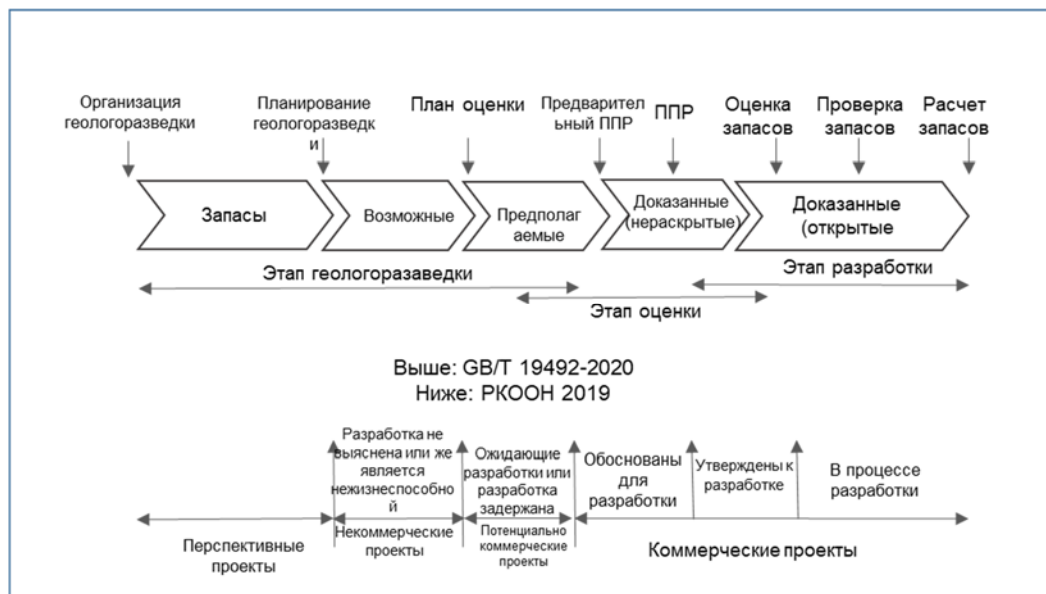 Организация
геологоразведки
Планирование
геологоразведк
и
План оценки
Предварител
ьный ППР
ППР
Оценка
запасов
Проверка
запасов
Расчет
запасов
Запасы
Возможные
Предполаг
аемые
Доказанные
(нераскрытые)
Доказанные
(открытые
Этап геологоразаведки
Этап оценки
Этап разработки
Выше: GB/T 19492-2020
Ниже: РКООН 2019
Разработка не
выяснена или же
является
нежизнеспособно
й
Ожидающие
разработки или
разработка
задержана
Обоснованы
для
разработки
Утверждены к
разработке
В процессе
разработки
Перспективные
проекты
Некоммерческие
проекты
Потенциально
коммерческие
проекты
Коммерческие проекты